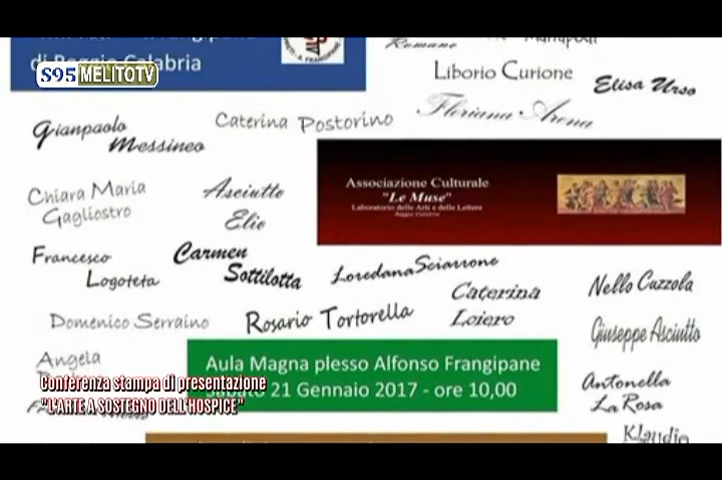 di Reggio Calabria
S95 MELITOTV
Romano
Liborio Curione
Elisa Urso
Floriana Arena
Gianpaolo
Messineo
Caterina Postorino
Associazione Culturale
"Le Muse"
Laboratorio delle Arti e delle Lettere
Reggio Calabria
Chiara Maria
Gagliostro
Asciutto
Elio
Francesco
Logoteta
Carmen
Sottilotta
Loredana Sciarrone
Caterina
Loiero
Nello Cuzzola
Domenico Serraino
Rosario Tortorella
Giuseppe Asciutto
Angela
Aula Magna plesso Alfonso Frangipane
Sabato 21 Gennaio 2017 - ore 10,00
Antonella
La Rosa
Klaudio
Conferenza stampa di presentazione
"L'ARTE A SOSTEGNO DELL'HOSPICE"